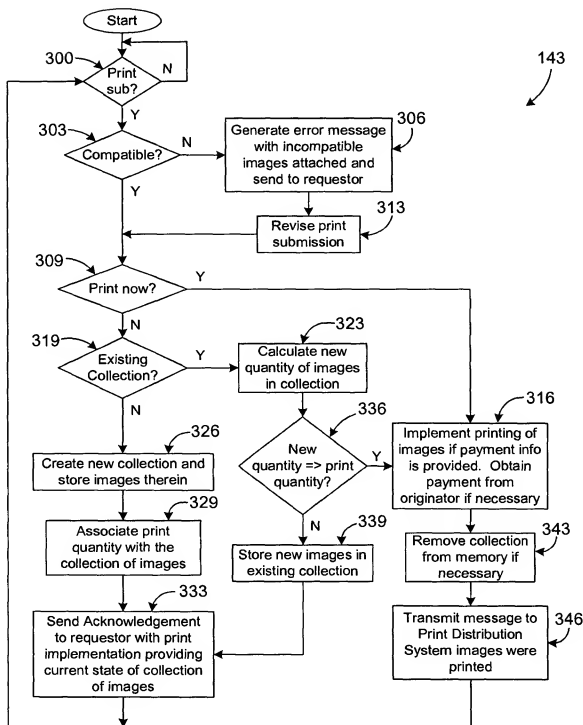 Start
300
Print
sub?
N
Y
143
303
Compatible?
N
Y
306
Generate error message
with incompatible
images attached and
send to requestor
313
Revise print
submission
309
Print now?
Y
N
319
Existing
Collection?
Y
N
323
Calculate new
quantity of images
in collection
336
New
quantity => print
quantity?
Y
N
316
Implement printing of
images if payment info
is provided. Obtain
payment from
originator if necessary
326
Create new collection and
store images therein
329
Associate print
quantity with the
collection of images
339
Store new images in
existing collection
343
Remove collection
from memory if
necessary
333
Send Acknowledgement
to requestor with print
implementation providing
current state of collection
of images
346
Transmit message to
Print Distribution
System images were
printed